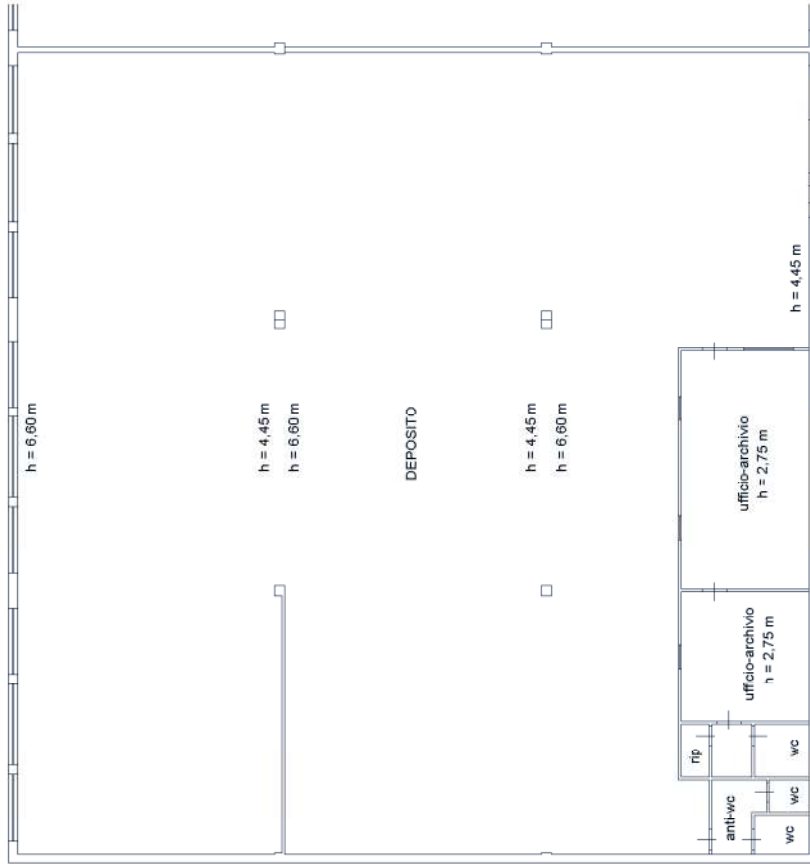 h = 6,60 m
h = 4,45 m
h = 6,60 m
DEPOSITO
h = 4,45 m
h = 6,60 m
h = 4,45 m
ufficio-archivio
h = 2,75 m
ufficio-archivio
h = 2,75 m
rip
wc
anti-wc
wc
wc